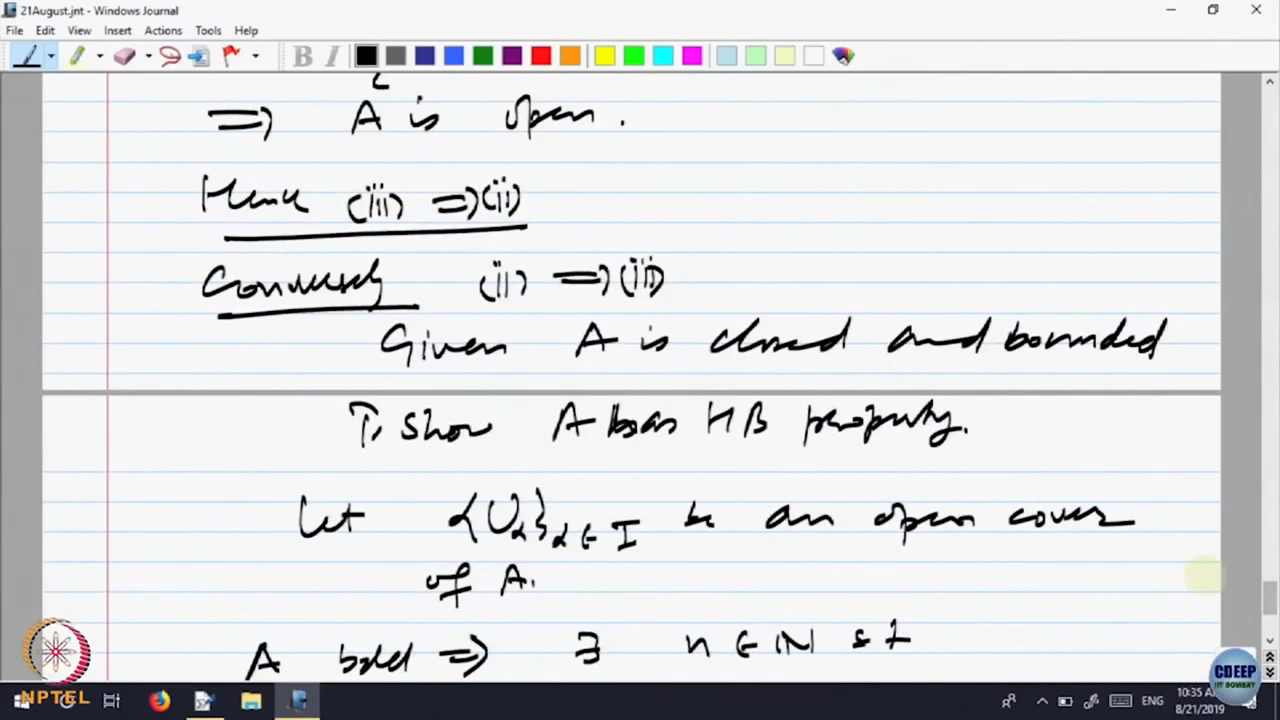 21August.jnt - Windows Journal
File Edit View Insert Actions Tools Help
B I
c
=> A is open.
Hence (iii) => (ii)
Conversely (ii) => (iii)
Given A is closed and bounded
T. Show A has HB property.
Let {Uα}α∈I be an open cover
of A.
A bdd => ∃ n ∈ ℕ s t
NPTEL
CDEEP
IIT BOMBAY
ENG
10:35 A
8/21/2019